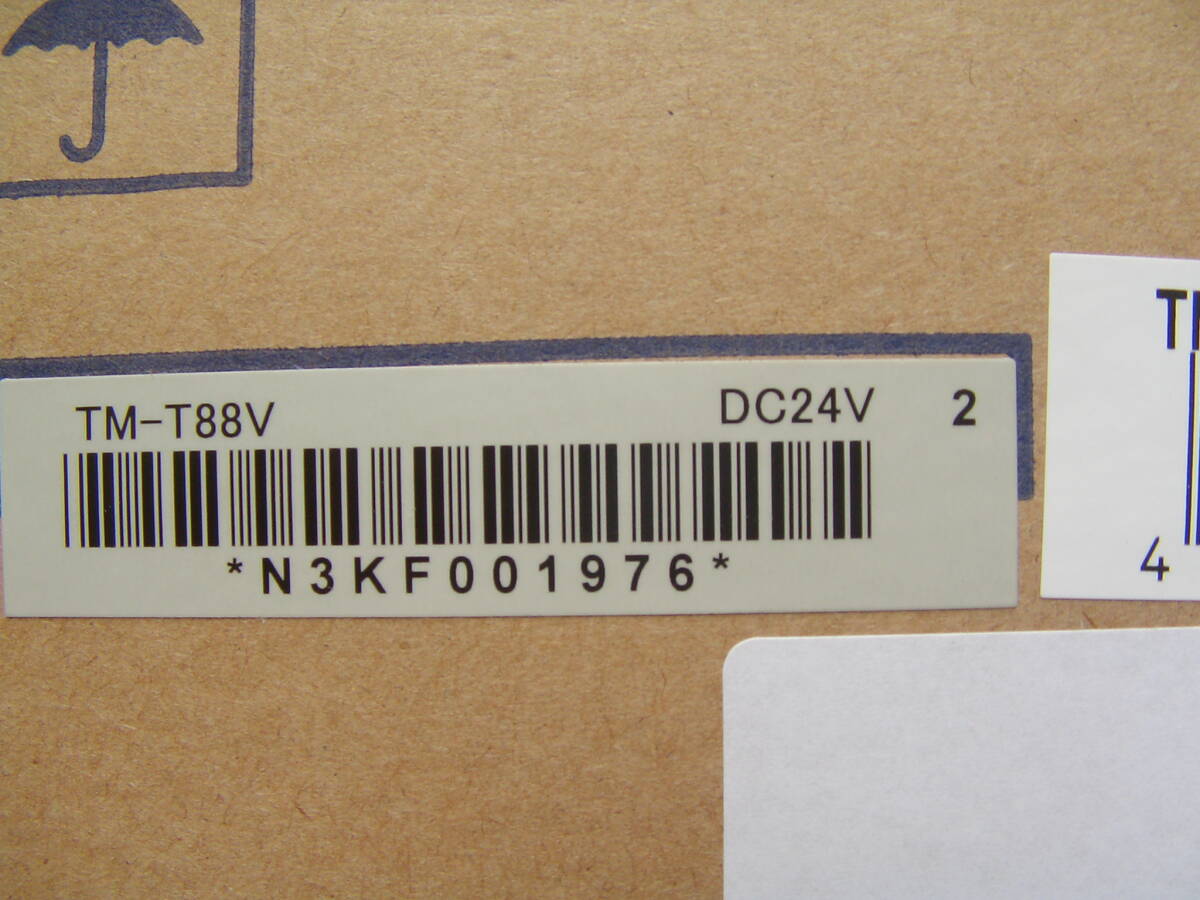 TM-T88V DC24V 2
*N3KF001976*
4